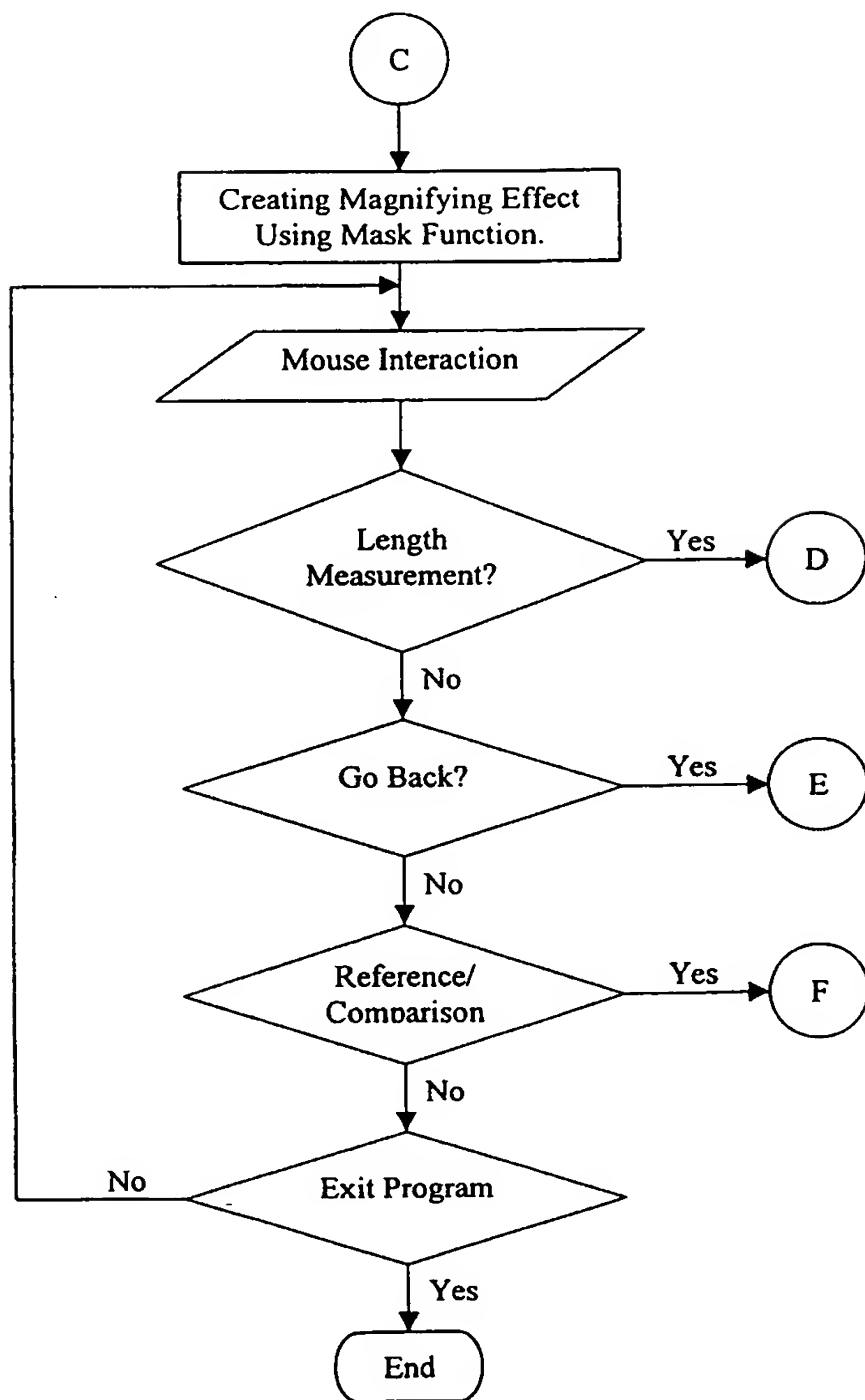 C
Creating Magnifying Effect
Using Mask Function.
Mouse Interaction
Length
Measurement?
Yes
D
No
Go Back?
Yes
E
No
Reference/
Comparison
Yes
F
No
No
Exit Program
Yes
End